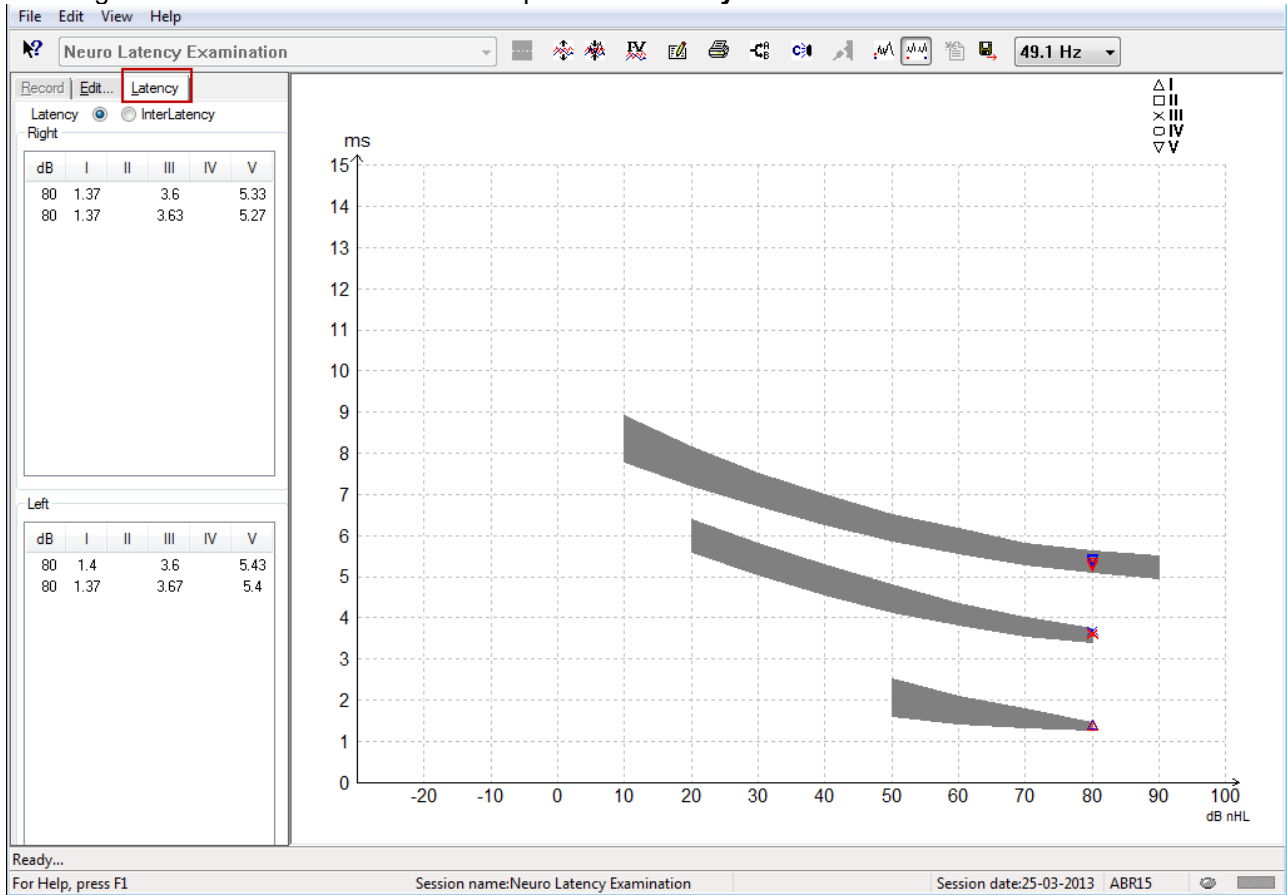 File Edit View Help
Neuro Latency Examination IV 49.1 Hz
Record Edit... Latency
Latency InterLatency
Right
dB I II III IV V
80 1.37 3.6 5.33
80 1.37 3.63 5.27
Left
dB I II III IV V
80 1.4 3.6 5.43
80 1.37 3.67 5.4
I
II
III
IV
V
ms
15
14
13
12
11
10
9
8
7
6
5
4
3
2
1
0
-20 -10 0 10 20 30 40 50 60 70 80 90 100
dB nHL
Ready...
For Help, press F1 Session name:Neuro Latency Examination Session date:25-03-2013 ABR15